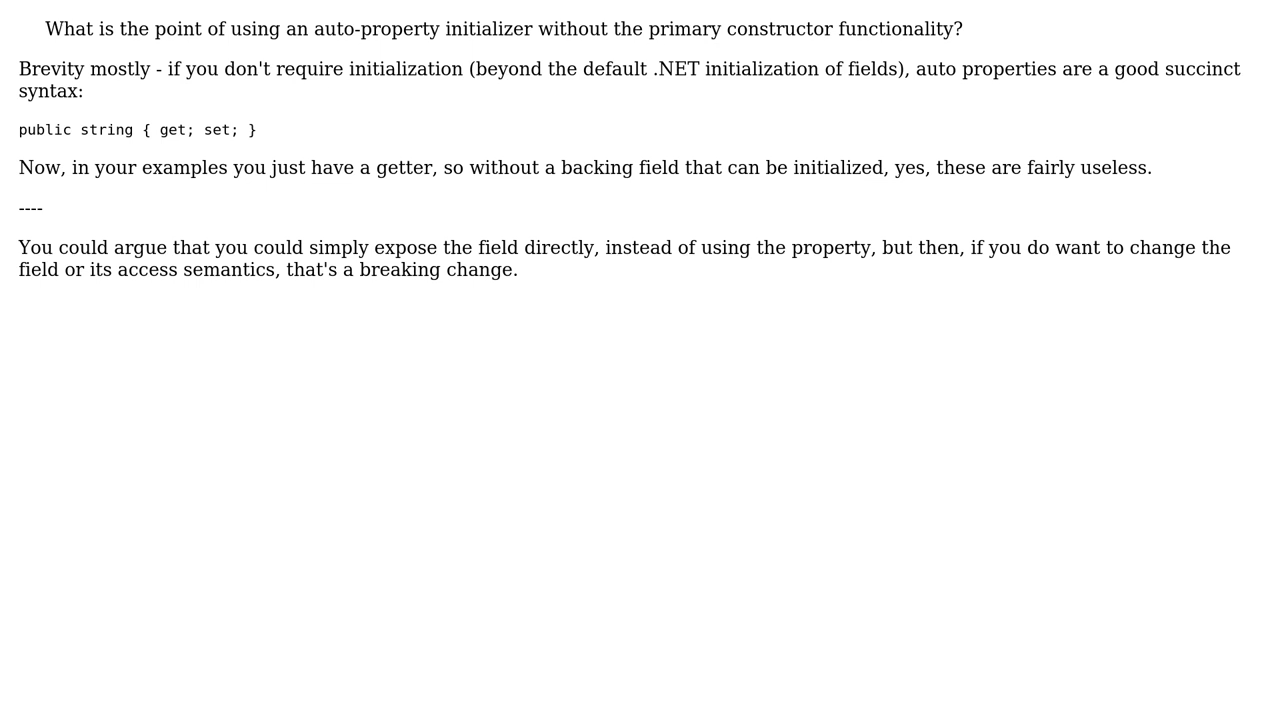 What is the point of using an auto-property initializer without the primary constructor functionality?
Brevity mostly - if you don't require initialization (beyond the default .NET initialization of fields), auto properties are a good succinct
syntax:
public string { get; set; }
Now, in your examples you just have a getter, so without a backing field that can be initialized, yes, these are fairly useless.
----
You could argue that you could simply expose the field directly, instead of using the property, but then, if you do want to change the
field or its access semantics, that's a breaking change.